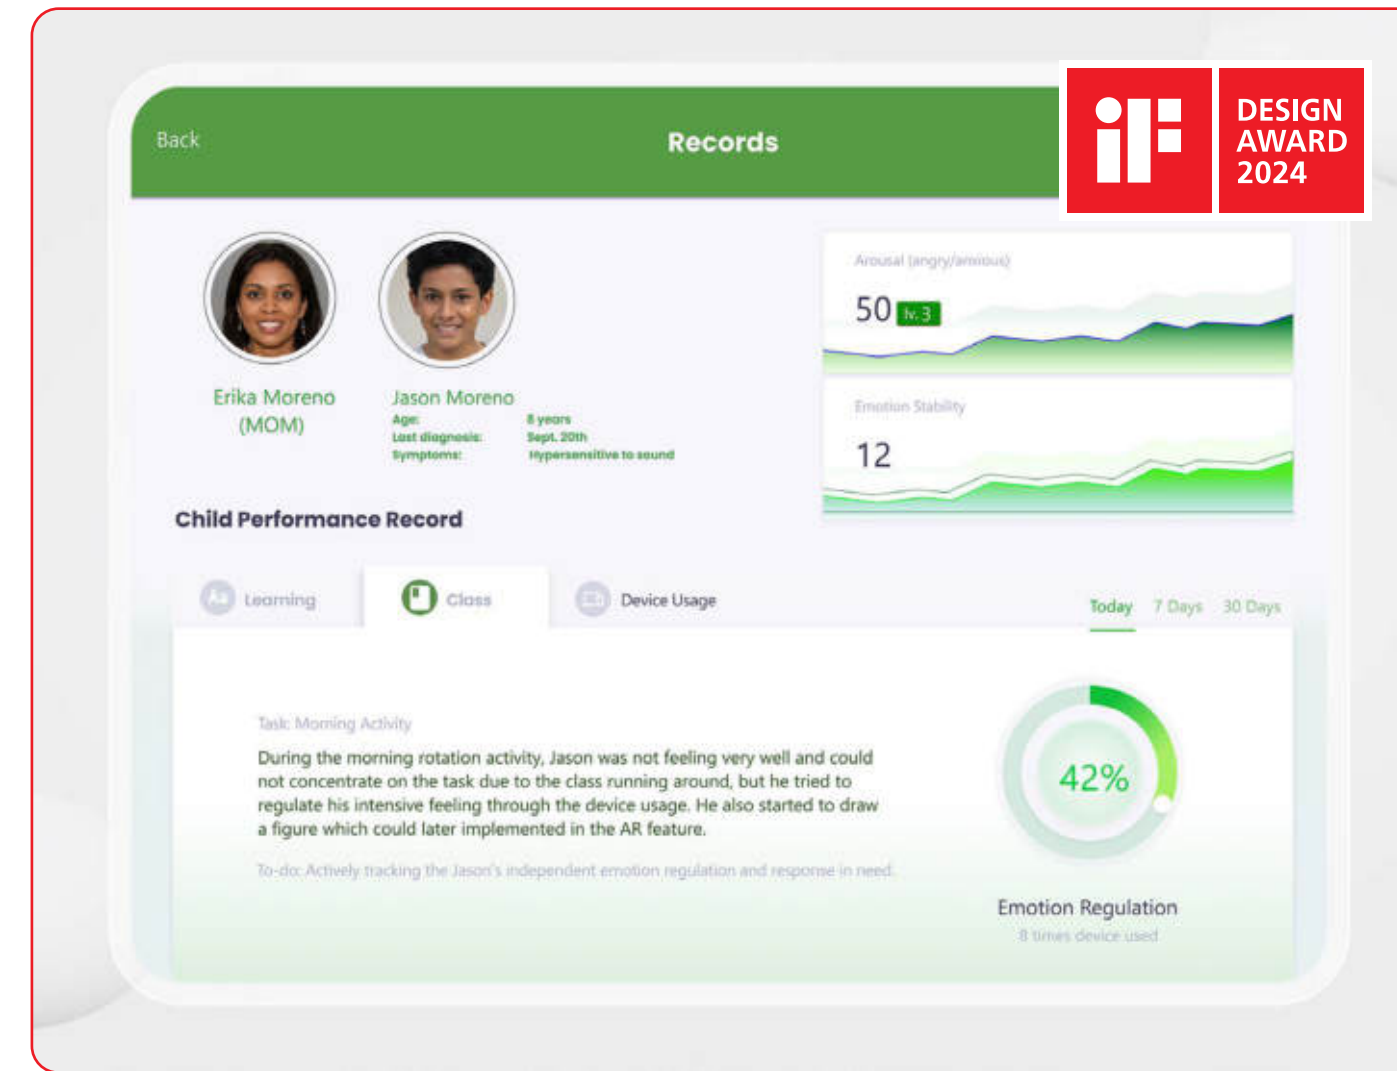 Back
Records
iF
DESIGN
AWARD
2024
Erika Moreno
(MOM)
Jason Moreno
Age: 8 years
Last diagnosis: Sept. 20th
Symptoms: Hypersensitive to sound
Arousal (angry/anxious)
50 lv. 3
Emotion Stability
12
Child Performance Record
Aa Learning
Class
Device Usage
Today 7 Days 30 Days
Task: Morning Activity
During the morning rotation activity, Jason was not feeling very well and could
not concentrate on the task due to the class running around, but he tried to
regulate his intensive feeling through the device usage. He also started to draw
a figure which could later implemented in the AR feature.
To-do: Actively tracking the Jason's independent emotion regulation and response in need.
42%
Emotion Regulation
8 times device used